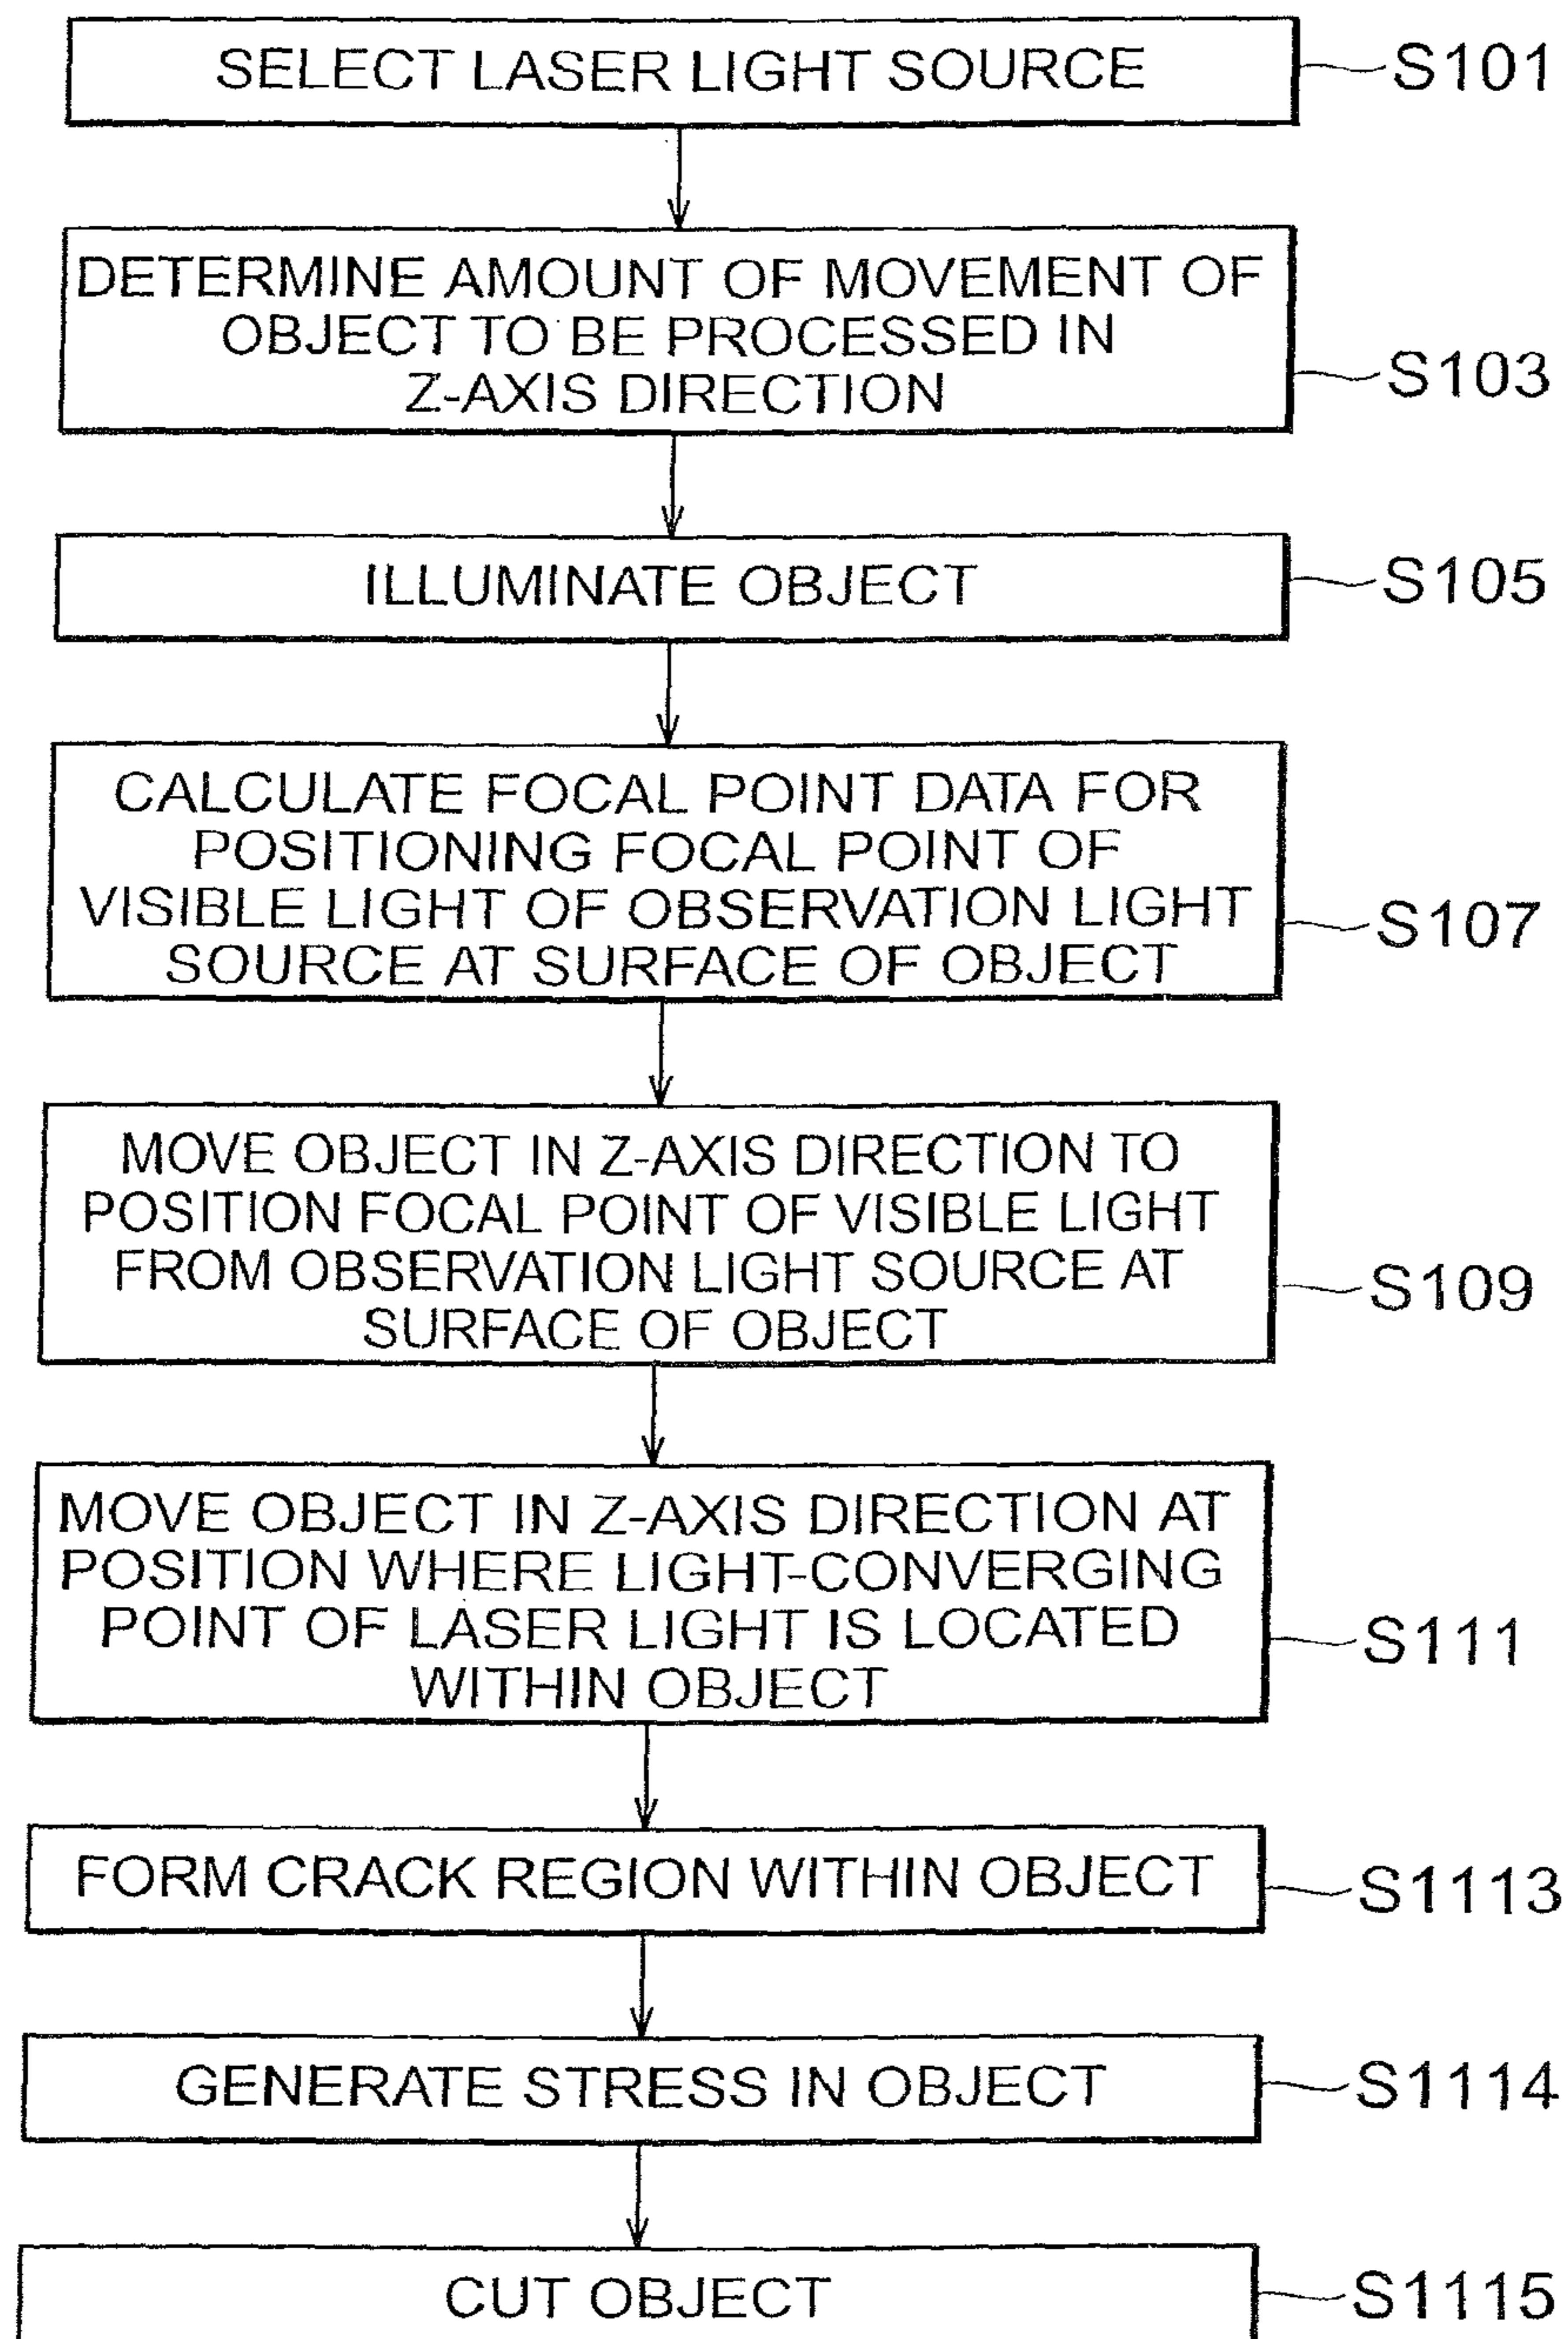 SELECT LASER LIGHT SOURCE
S101
DETERMINE AMOUNT OF MOVEMENT OF
OBJECT TO BE PROCESSED IN
Z-AXIS DIRECTION
S103
ILLUMINATE OBJECT
S105
CALCULATE FOCAL POINT DATA FOR
POSITIONING FOCAL POINT OF
VISIBLE LIGHT OF OBSERVATION LIGHT
SOURCE AT SURFACE OF OBJECT
S107
MOVE OBJECT IN Z-AXIS DIRECTION TO
POSITION FOCAL POINT OF VISIBLE LIGHT
FROM OBSERVATION LIGHT SOURCE AT
SURFACE OF OBJECT
S109
MOVE OBJECT IN Z-AXIS DIRECTION AT
POSITION WHERE LIGHT-CONVERGING
POINT OF LASER LIGHT IS LOCATED
WITHIN OBJECT
S111
FORM CRACK REGION WITHIN OBJECT
S1113
GENERATE STRESS IN OBJECT
S1114
CUT OBJECT
S1115